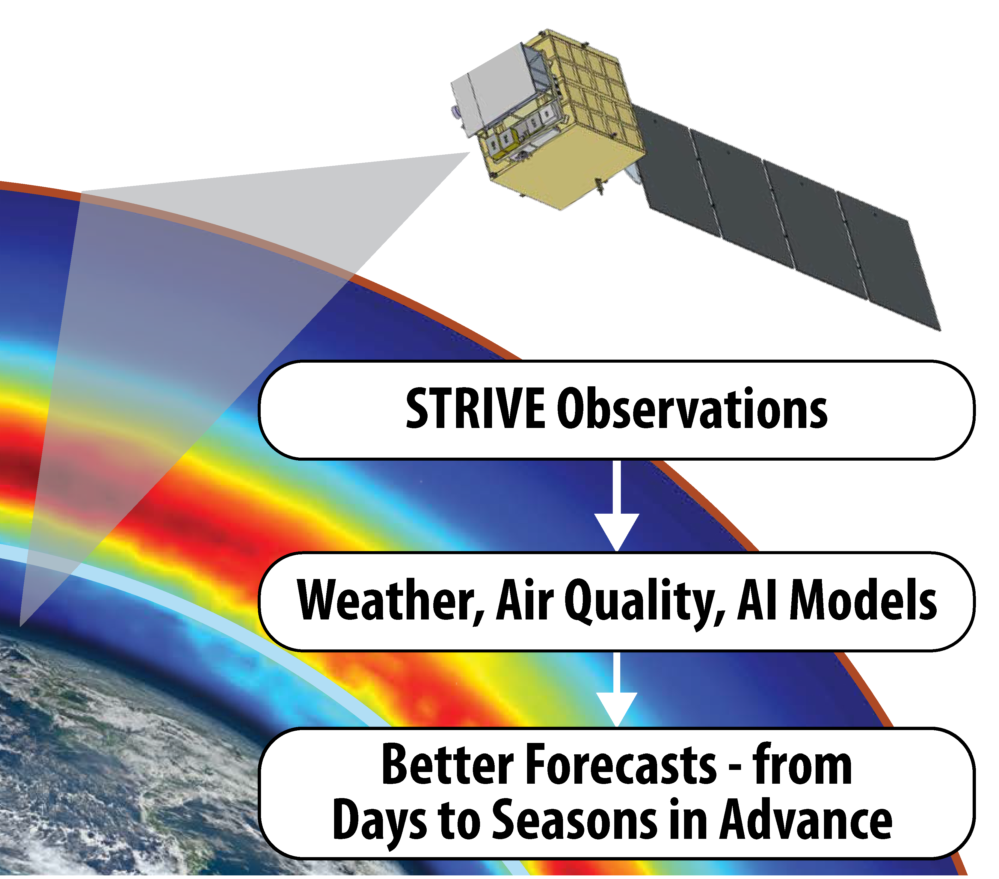 STRIVE Observations
Weather, Air Quality, AI Models
Better Forecasts - from
Days to Seasons in Advance